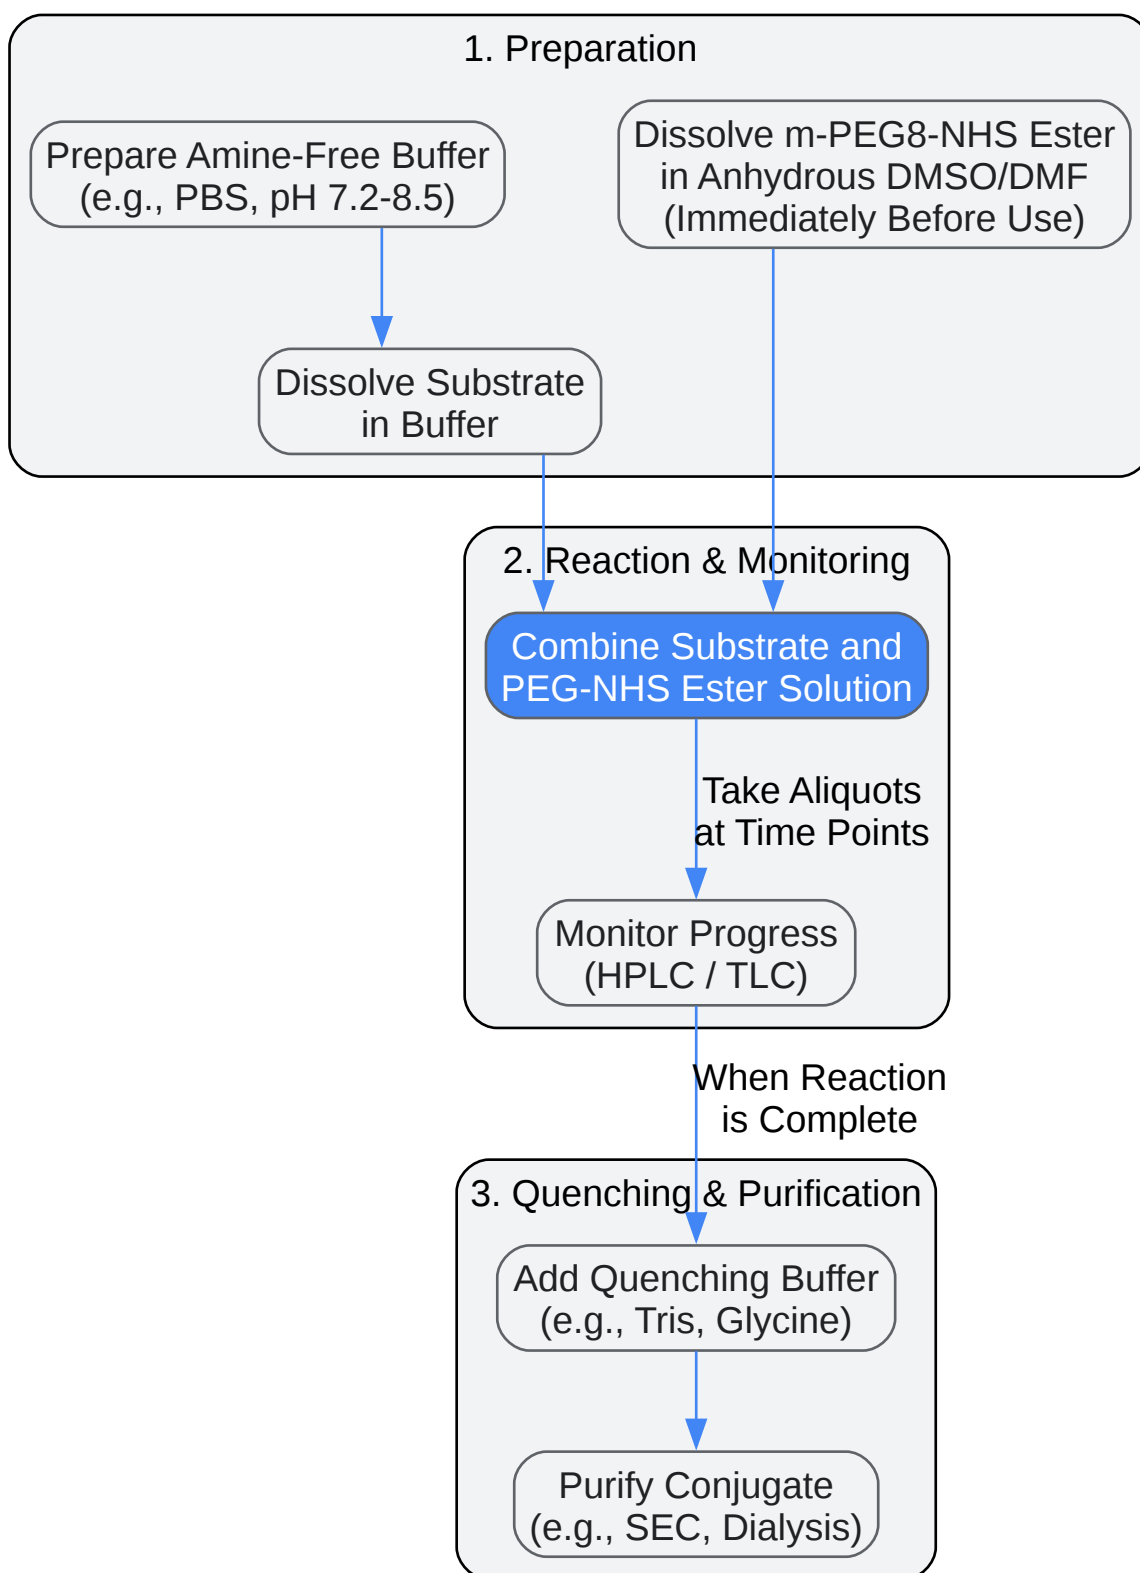 1. Preparation
Prepare Amine-Free Buffer
(e.g., PBS, pH 7.2-8.5)
Dissolve m-PEG8-NHS Ester
in Anhydrous DMSO/DMF
(Immediately Before Use)
Dissolve Substrate
in Buffer
2. Reaction & Monitoring
Combine Substrate and
PEG-NHS Ester Solution
Take Aliquots
at Time Points
Monitor Progress
(HPLC / TLC)
When Reaction
is Complete
3. Quenching & Purification
Add Quenching Buffer
(e.g., Tris, Glycine)
Purify Conjugate
(e.g., SEC, Dialysis)